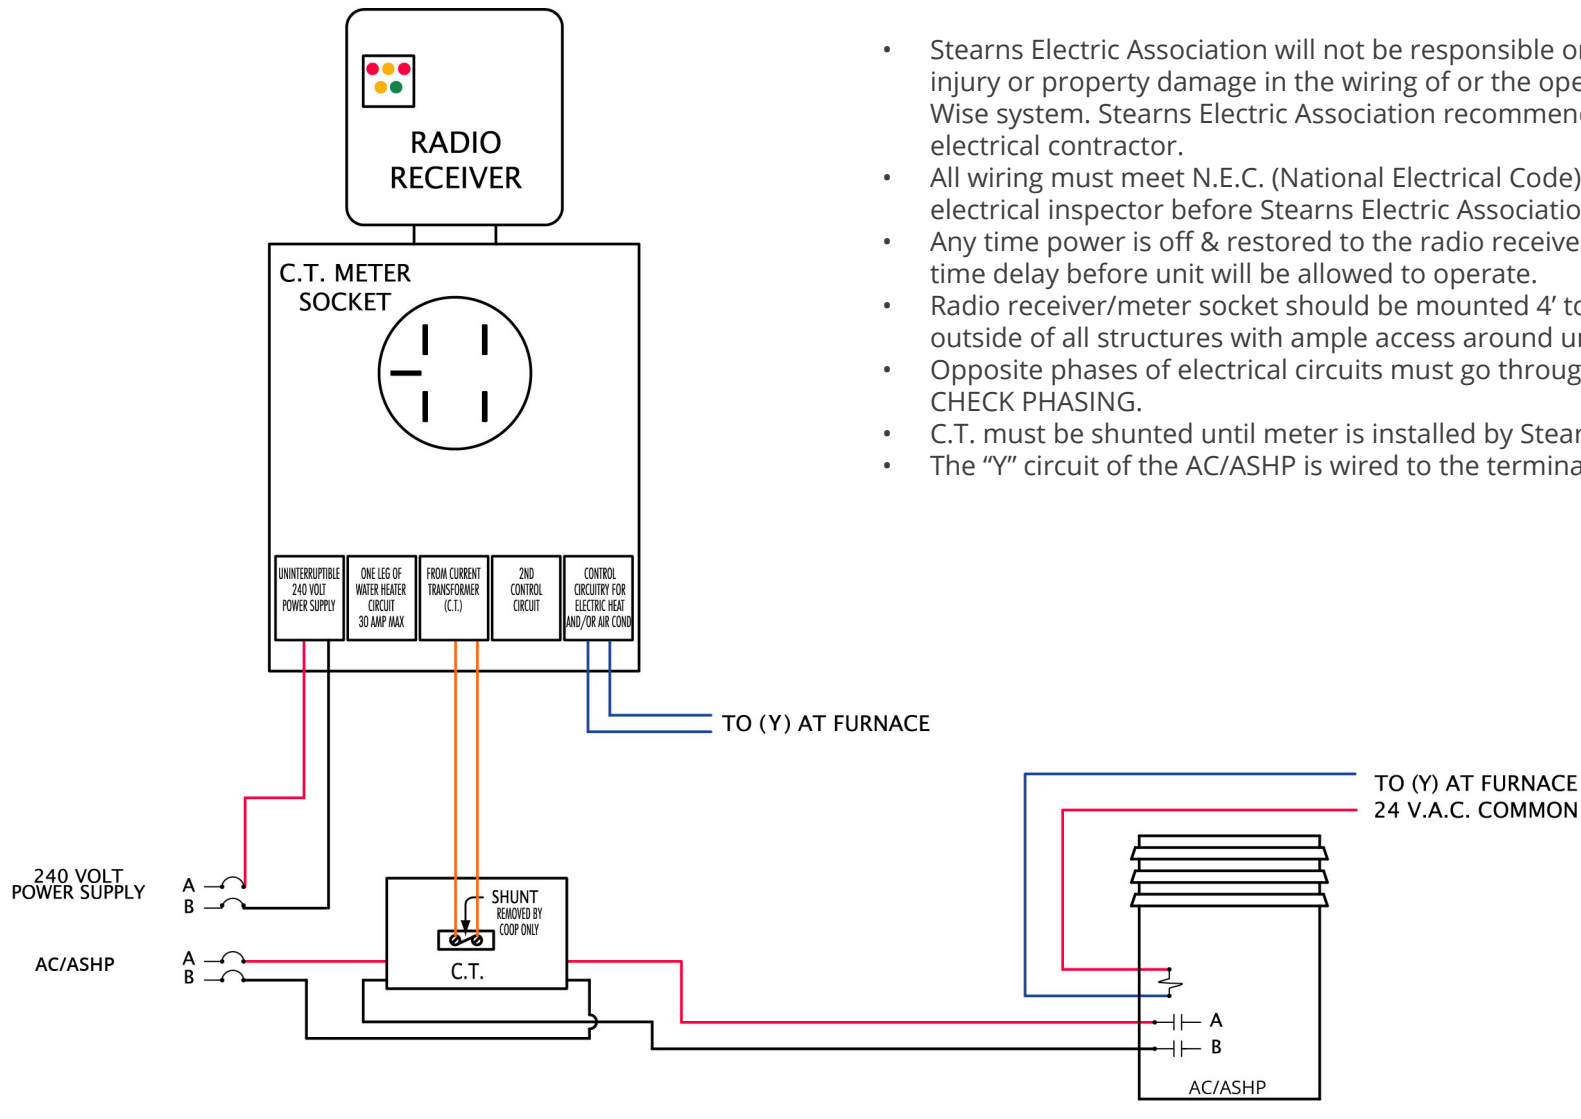 RADIO
RECEIVER
C.T. METER
SOCKET
UNINTERRUPTIBLE
240 VOLT
POWER SUPPLY
ONE LEG OF
WATER HEATER
CIRCUIT
30 AMP MAX
FROM CURRENT
TRANSFORMER
(C.T.)
2ND
CONTROL
CIRCUIT
CONTROL
CIRCUITRY FOR
ELECTRIC HEAT
AND/OR AIR COND
• Stearns Electric Association will not be responsible or
injury or property damage in the wiring of or the ope
Wise system. Stearns Electric Association recommend
electrical contractor.
• All wiring must meet N.E.C. (National Electrical Code)
electrical inspector before Stearns Electric Associatio
• Any time power is off & restored to the radio receive
time delay before unit will be allowed to operate.
• Radio receiver/meter socket should be mounted 4’ to
outside of all structures with ample access around u
• Opposite phases of electrical circuits must go throug
CHECK PHASING.
• C.T. must be shunted until meter is installed by Stear
• The “Y” circuit of the AC/ASHP is wired to the termina
TO (Y) AT FURNACE
TO (Y) AT FURNACE
24 V.A.C. COMMON
240 VOLT
POWER SUPPLY
A
B
AC/ASHP
A
B
SHUNT
REMOVED BY
COOP ONLY
C.T.
A
B
AC/ASHP